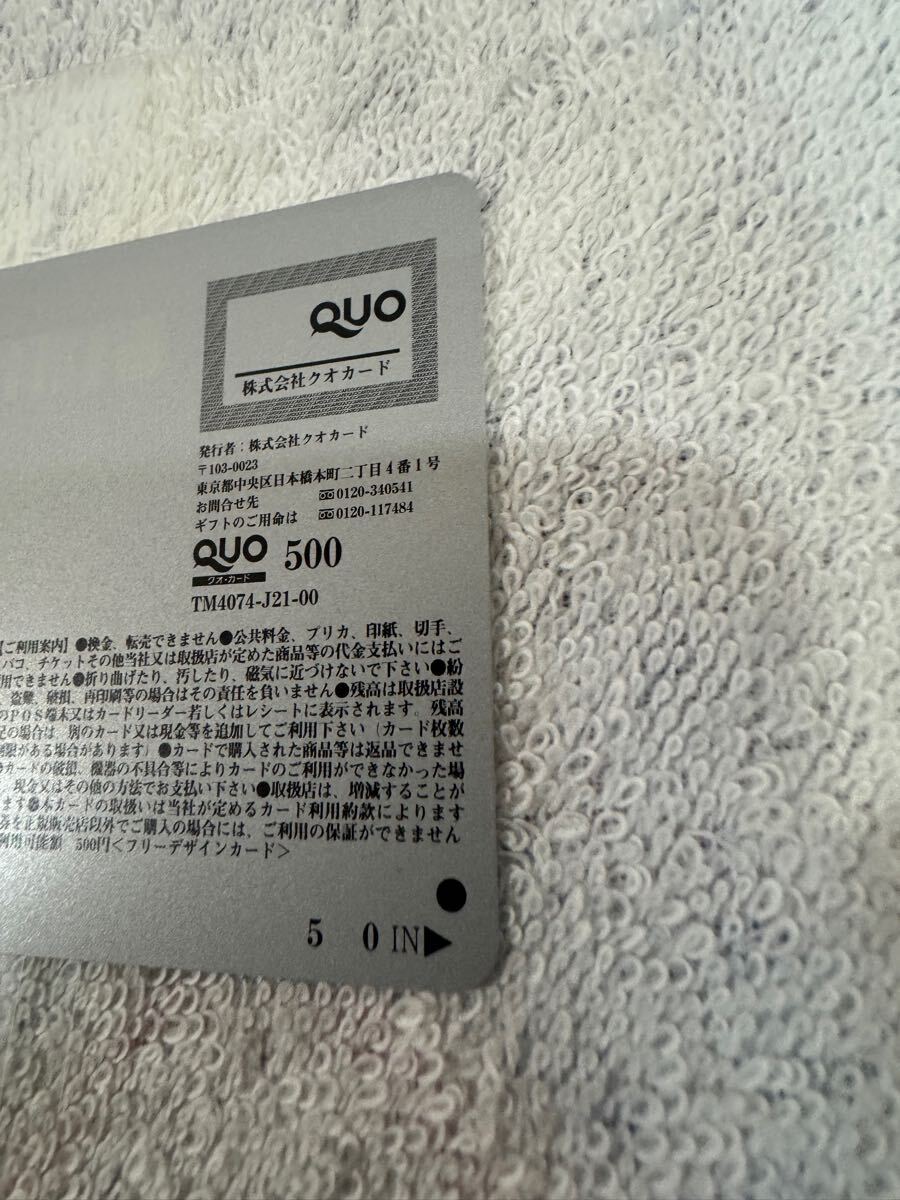 QUO
株式会社クオカード
発行者：株式会社クオカード
〒103-0023
東京都中央区日本橋本町二丁目4番1号
お問合せ先 0120-340541
ギフトのご用命は 0120-117484
QUO 500
クオ・カード
TM4074-J21-00
【ご利用案内】●換金、転売できません●公共料金、プリカ、印紙、切手、
バコ、チケットその他当社又は取扱店が定めた商品等の代金支払いにはご
用できません●折り曲げたり、汚したり、磁気に近づけないで下さい●紛
、盗難、破損、再印刷等の場合はその責任を負いません●残高は取扱店設
のPOS端末又はカードリーダー若しくはレシートに表示されます。残高
足の場合は、別のカード又は現金等を追加してご利用下さい（カード枚数
制限がある場合があります）●カードで購入された商品等は返品できませ
●カードの破損、機器の不具合等によりカードのご利用ができなかった場
、現金又はその他の方法でお支払い下さい●取扱店は、増減することが
ます●本カードの取扱いは当社が定めるカード利用約款によります
券を正規販売店以外でご購入の場合には、ご利用の保証ができません
利用可能額 500円＜フリーデザインカード＞
5 0 IN▶